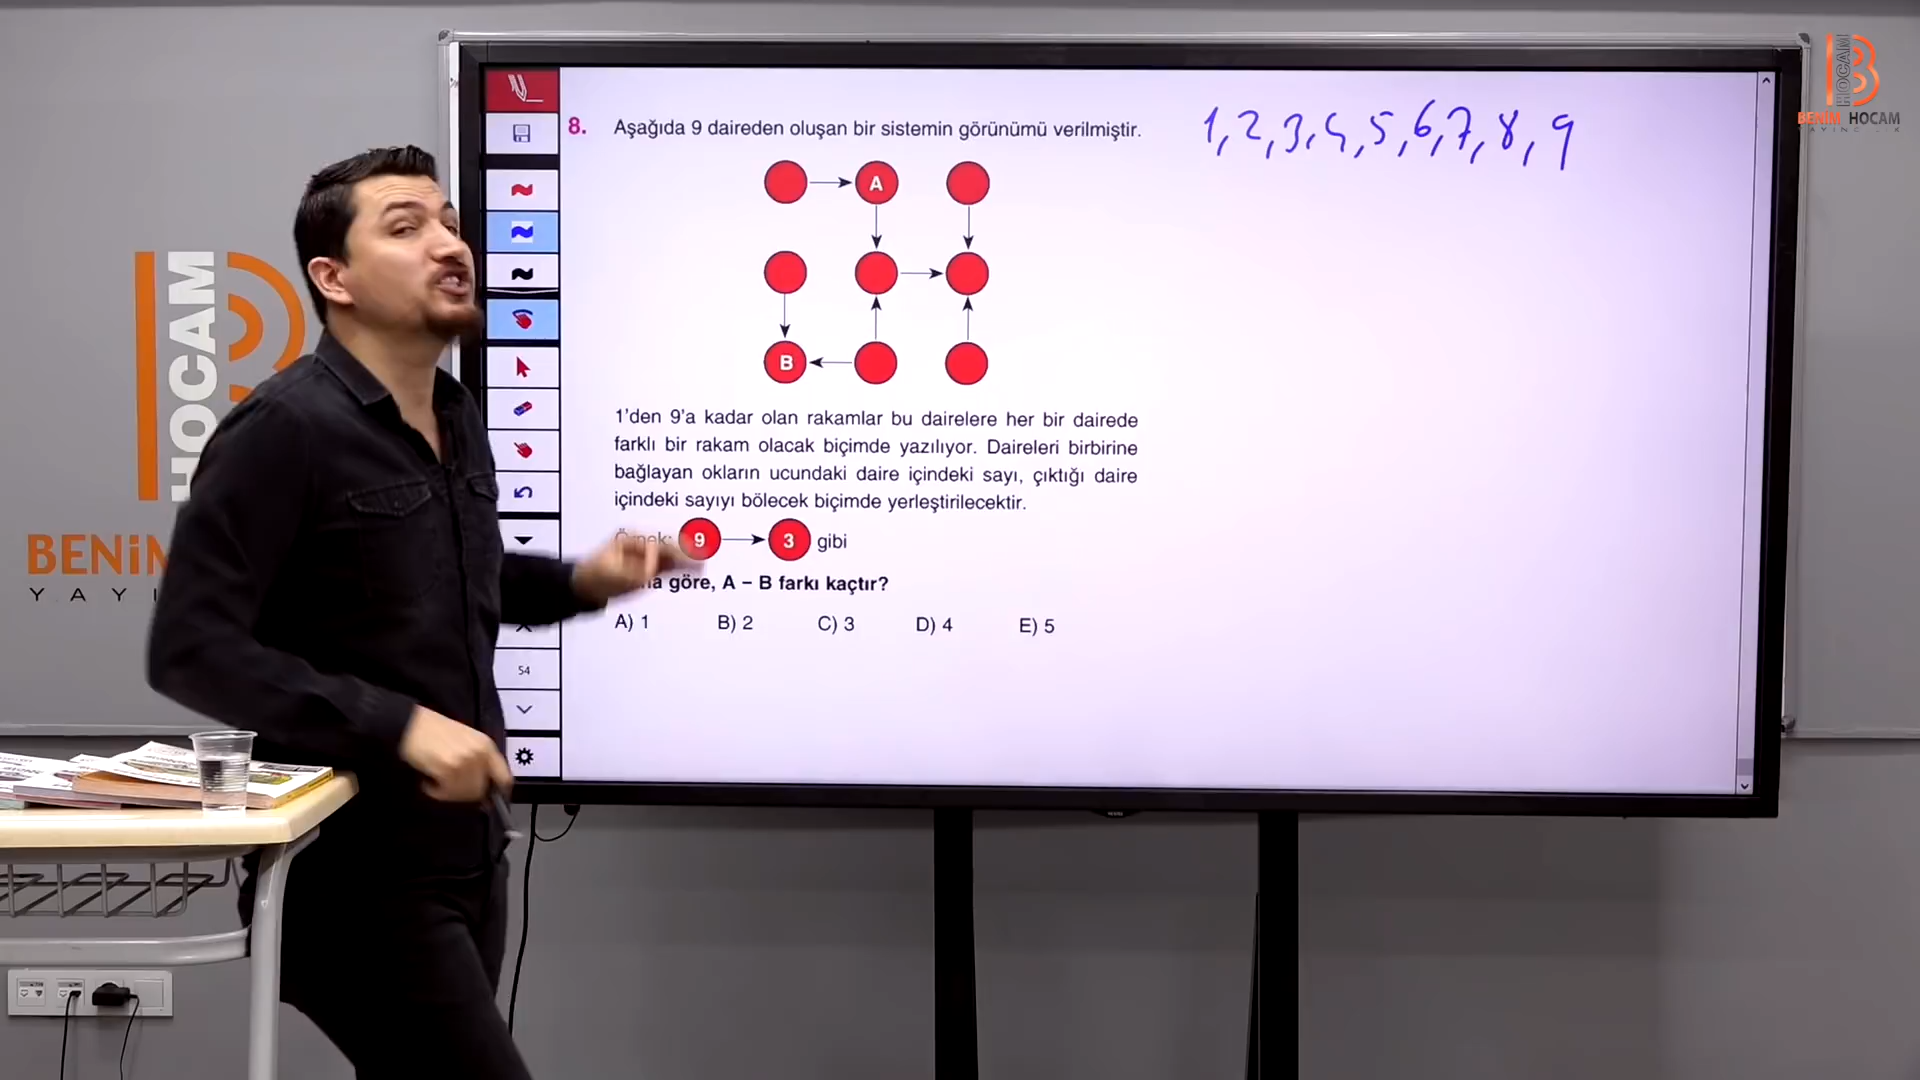 8. Aşağıda 9 daireden oluşan bir sistemin görünümü verilmiştir.
1, 2, 3, 4, 5, 6, 7, 8, 9
A
B
1'den 9'a kadar olan rakamlar bu dairelere her bir dairede
farklı bir rakam olacak biçimde yazılıyor. Daireleri birbirine
bağlayan okların ucundaki daire içindeki sayı, çıktığı daire
içindeki sayıyı bölecek biçimde yerleştirilecektir.
Örnek: 9 3 gibi
göre, A – B farkı kaçtır?
A) 1 B) 2 C) 3 D) 4 E) 5
54
HOCAM
BENİM
YAYI
HOCAM
BENİM HOCAM
YAYINCILIK